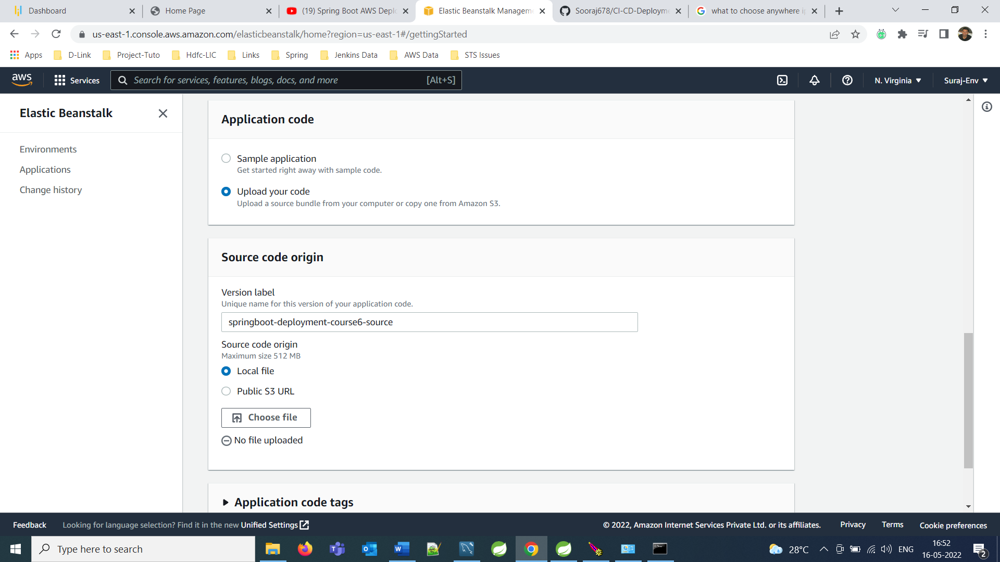 Dashboard
Home Page
(19) Spring Boot AWS Deplo
Elastic Beanstalk Manageme
Sooraj678/CI-CD-Deployme
what to choose anywhere ip
us-east-1.console.aws.amazon.com/elasticbeanstalk/home?region=us-east-1#/gettingStarted
Apps
D-Link
Project-Tuto
Hdfc-LIC
Links
Spring
Jenkins Data
AWS Data
STS Issues
aws
Services
Search for services, features, blogs, docs, and more
[Alt+S]
N. Virginia
Suraj-Env
Elastic Beanstalk
Environments
Applications
Change history
Application code
Sample application
Get started right away with sample code.
Upload your code
Upload a source bundle from your computer or copy one from Amazon S3.
Source code origin
Version label
Unique name for this version of your application code.
springboot-deployment-course6-source
Source code origin
Maximum size 512 MB
Local file
Public S3 URL
Choose file
No file uploaded
Application code tags
Feedback
Looking for language selection? Find it in the new Unified Settings
© 2022, Amazon Internet Services Private Ltd. or its affiliates.
Privacy
Terms
Cookie preferences
Type here to search
28°C
ENG
16:52
16-05-2022
2